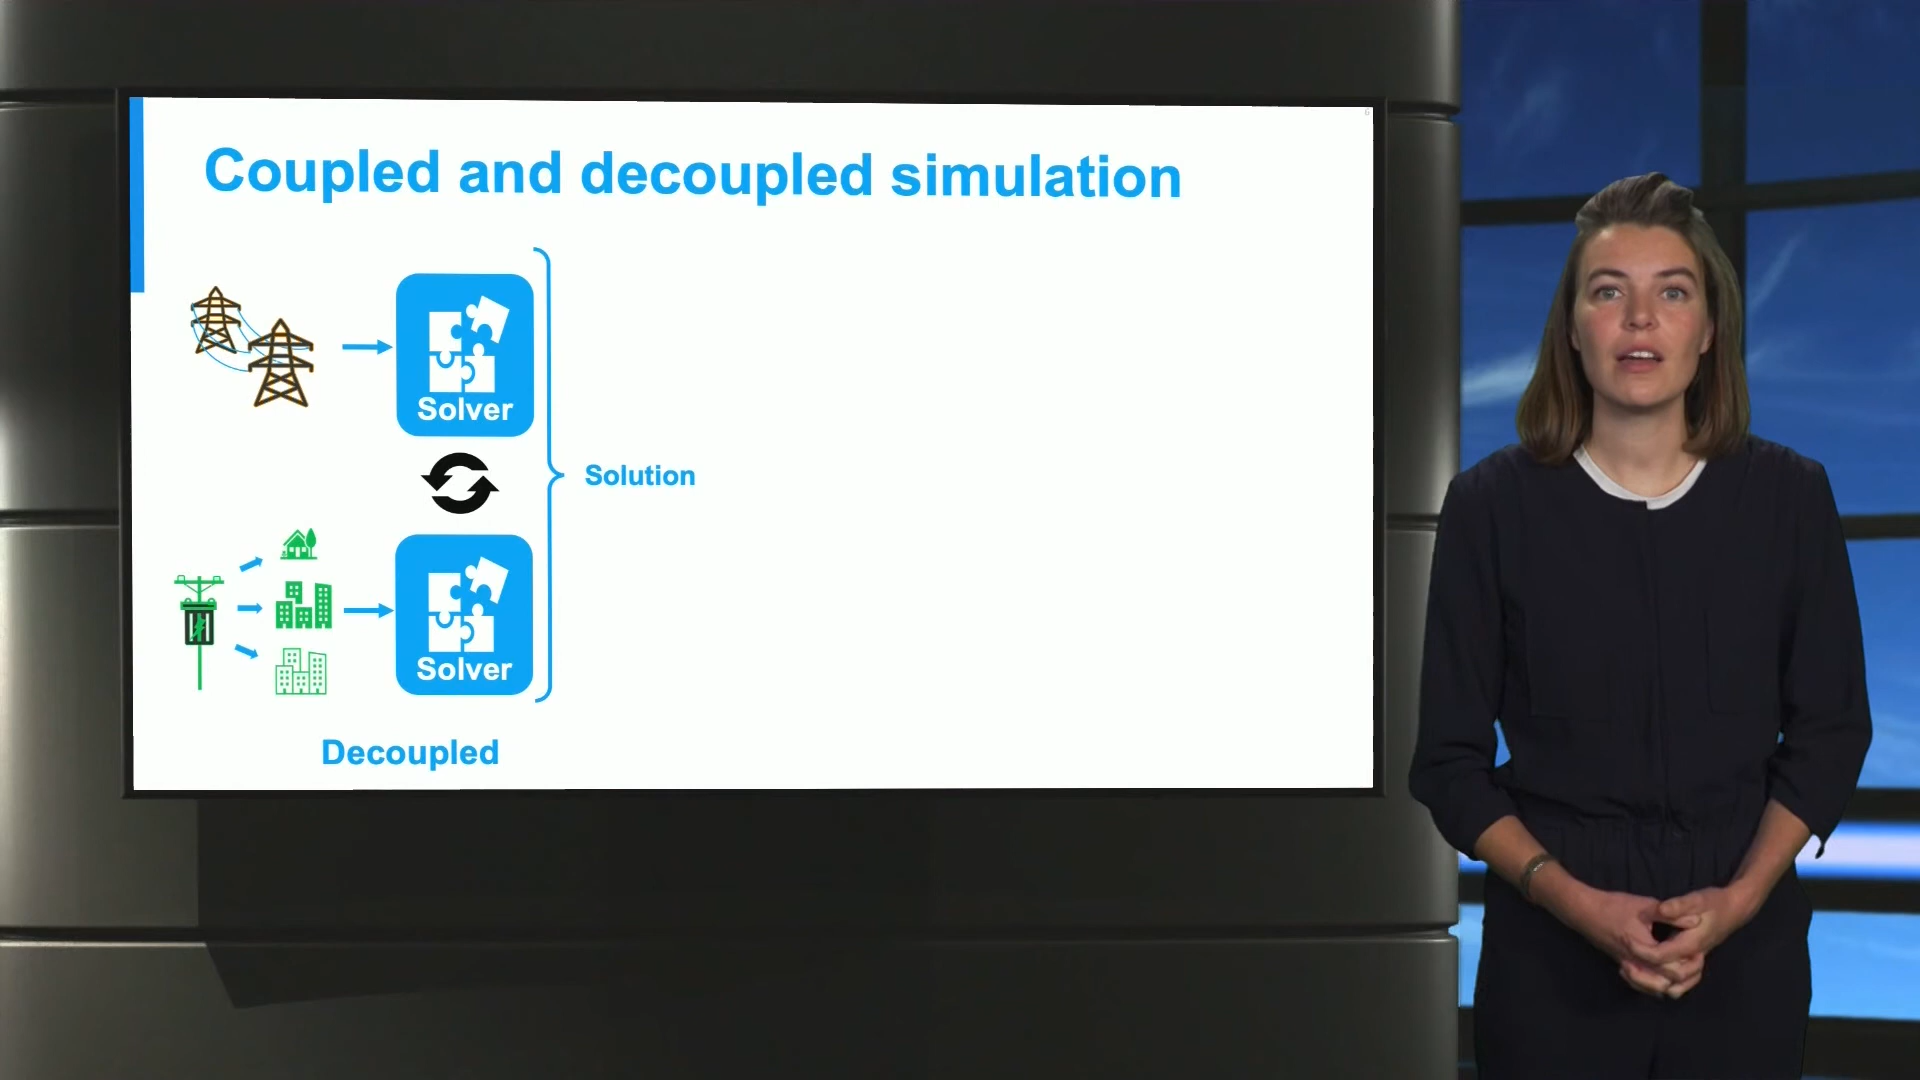 Coupled and decoupled simulation
Solver
Solution
Solver
Decoupled